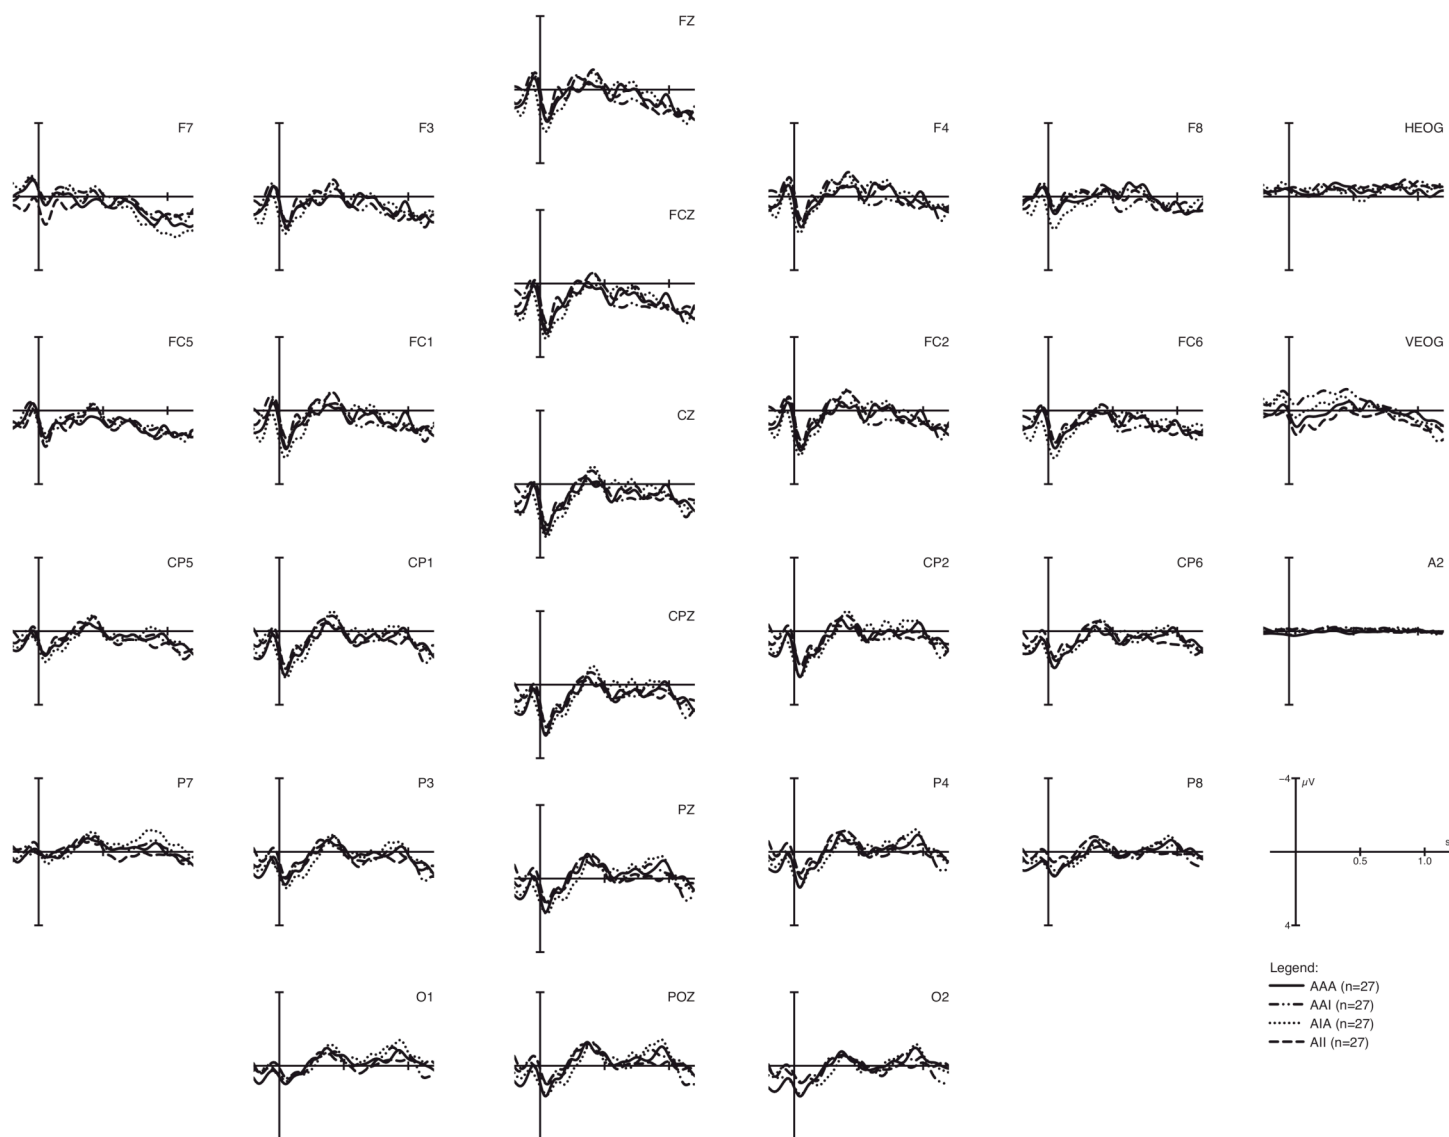 FZ
F7
F3
F4
F8
HEOG
FCZ
FC5
FC1
FC2
FC6
VEOG
CZ
CP5
CP1
CP2
CP6
A2
CPZ
P7
P3
P4
P8
−4 μV
s
0.5 1.0
4
PZ
Legend:
AAA (n=27)
AAI (n=27)
AIA (n=27)
AII (n=27)
O1
POZ
O2